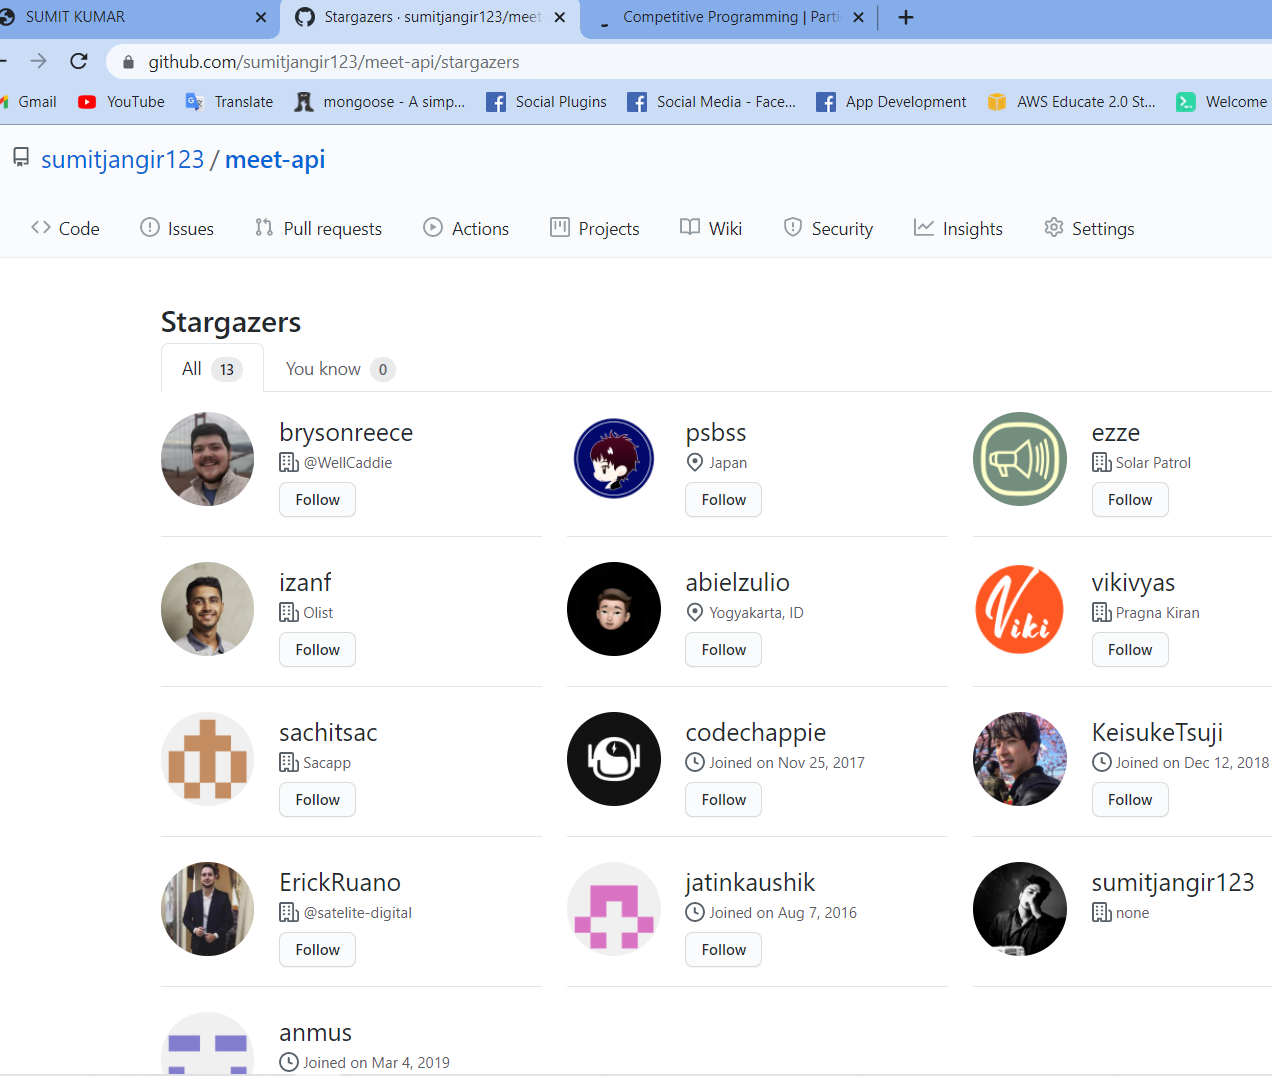 SUMIT KUMAR
Stargazers · sumitjangir123/meet
Competitive Programming | Parti
github.com/sumitjangir123/meet-api/stargazers
Gmail YouTube Translate mongoose - A simp... Social Plugins Social Media - Face... App Development AWS Educate 2.0 St... Welcome
sumitjangir123 / meet-api
Code Issues Pull requests Actions Projects Wiki Security Insights Settings
Stargazers
All 13 You know 0
brysonreece
@WellCaddie
Follow
psbss
Japan
Follow
ezze
Solar Patrol
Follow
izanf
Olist
Follow
abielzulio
Yogyakarta, ID
Follow
Viki
vikivyas
Pragna Kiran
Follow
sachitsac
Sacapp
Follow
codechappie
Joined on Nov 25, 2017
Follow
KeisukeTsuji
Joined on Dec 12, 2018
Follow
ErickRuano
@satelite-digital
Follow
jatinkaushik
Joined on Aug 7, 2016
Follow
sumitjangir123
none
anmus
Joined on Mar 4, 2019